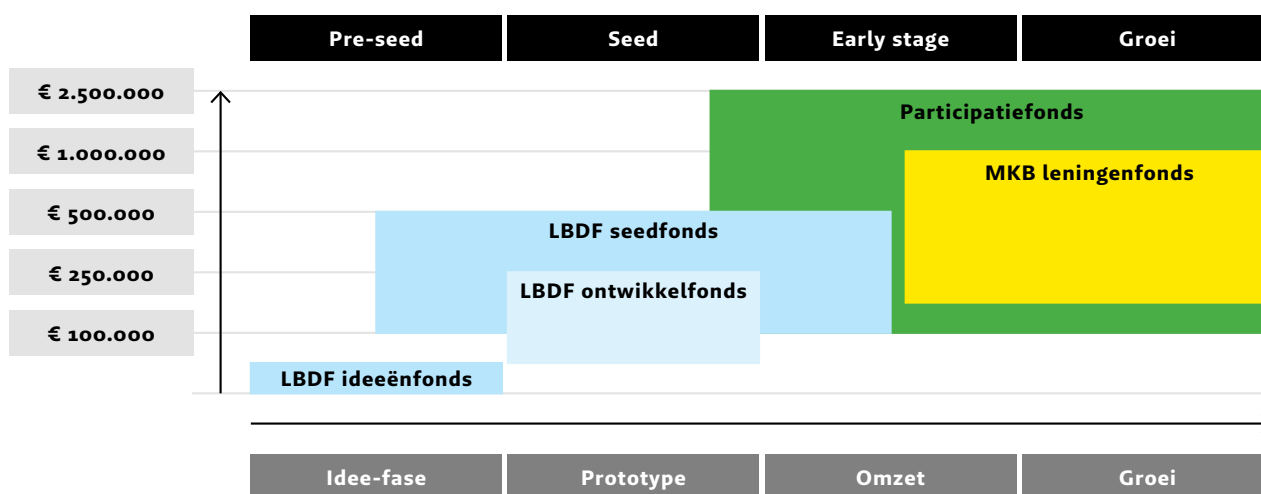 Pre-seed
Seed
Early stage
Groei
€ 2.500.000
Participatiefonds
€ 1.000.000
MKB leningenfonds
€ 500.000
LBDF seedfonds
€ 250.000
LBDF ontwikkelfonds
€ 100.000
LBDF ideeënfonds
Idee-fase
Prototype
Omzet
Groei